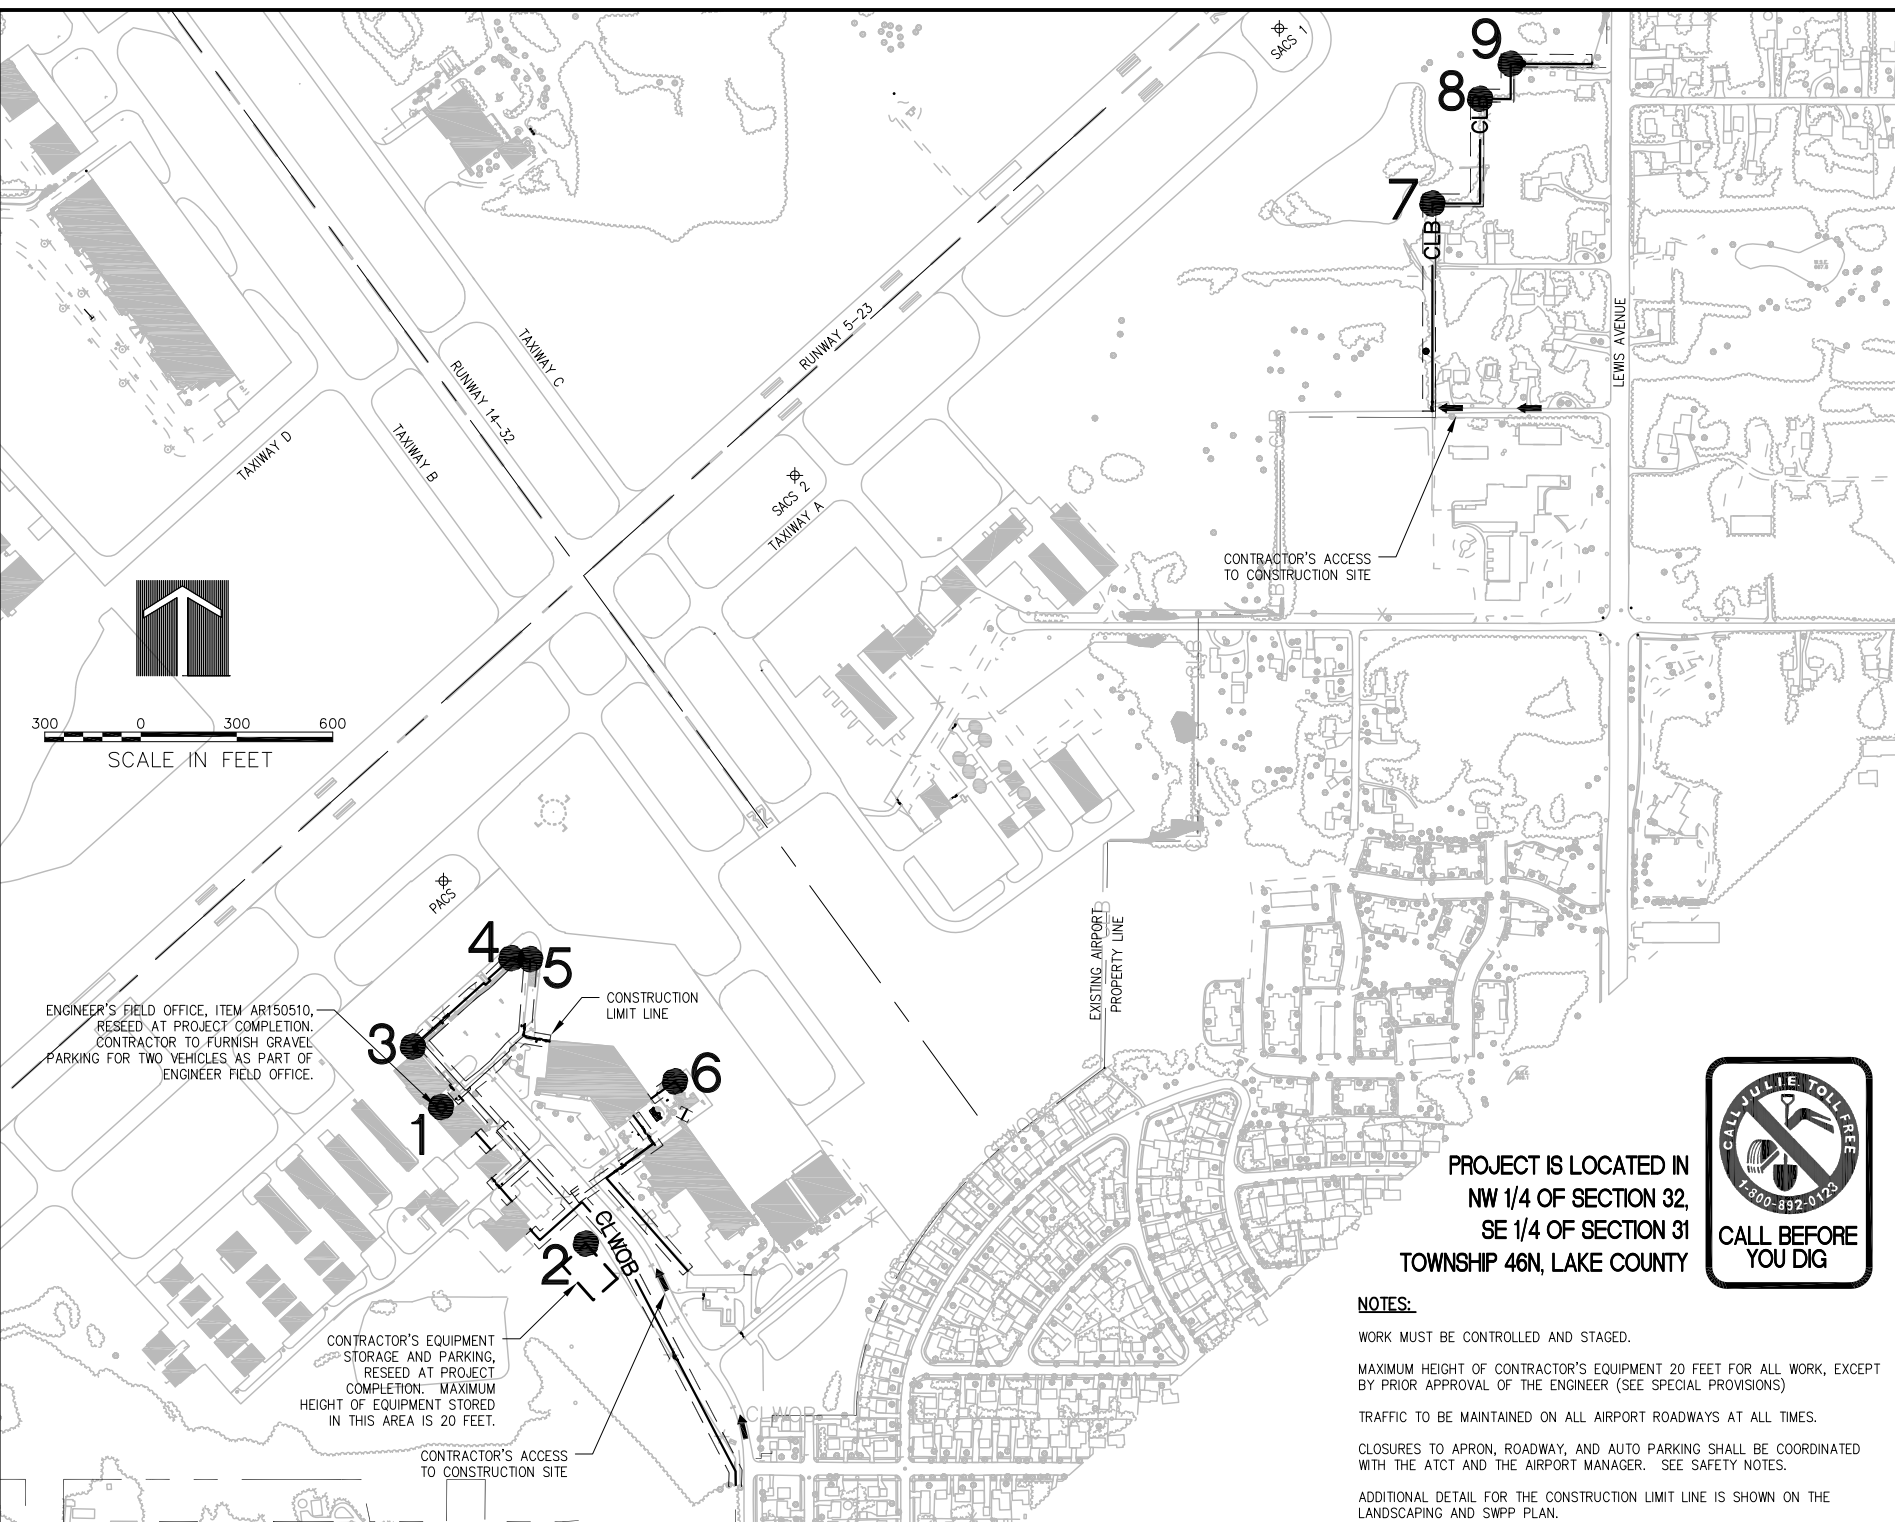 9
8
CL
7
CLB
SACS 1
LEWIS AVENUE
RUNWAY 5-23
TAXIWAY C
RUNWAY 14-32
TAXIWAY B
TAXIWAY D
SACS 2
TAXIWAY A
CONTRACTOR'S ACCESS
TO CONSTRUCTION SITE
300 0 300 600
SCALE IN FEET
32
PACS
4
5
3
1
6
2
CONSTRUCTION
LIMIT LINE
EXISTING AIRPORT
PROPERTY LINE
ENGINEER'S FIELD OFFICE, ITEM AR150510,
RESEED AT PROJECT COMPLETION.
CONTRACTOR TO FURNISH GRAVEL
PARKING FOR TWO VEHICLES AS PART OF
ENGINEER FIELD OFFICE.
CLWOB
CONTRACTOR'S EQUIPMENT
STORAGE AND PARKING,
RESEED AT PROJECT
COMPLETION. MAXIMUM
HEIGHT OF EQUIPMENT STORED
IN THIS AREA IS 20 FEET.
CONTRACTOR'S ACCESS
TO CONSTRUCTION SITE
CLWOB
PROJECT IS LOCATED IN
NW 1/4 OF SECTION 32,
SE 1/4 OF SECTION 31
TOWNSHIP 46N, LAKE COUNTY
CALL JULIE TOLL FREE
1-800-892-0123
CALL BEFORE
YOU DIG
NOTES:
WORK MUST BE CONTROLLED AND STAGED.
MAXIMUM HEIGHT OF CONTRACTOR'S EQUIPMENT 20 FEET FOR ALL WORK, EXCEPT
BY PRIOR APPROVAL OF THE ENGINEER (SEE SPECIAL PROVISIONS)
TRAFFIC TO BE MAINTAINED ON ALL AIRPORT ROADWAYS AT ALL TIMES.
CLOSURES TO APRON, ROADWAY, AND AUTO PARKING SHALL BE COORDINATED
WITH THE ATCT AND THE AIRPORT MANAGER. SEE SAFETY NOTES.
ADDITIONAL DETAIL FOR THE CONSTRUCTION LIMIT LINE IS SHOWN ON THE
LANDSCAPING AND SWPP PLAN.